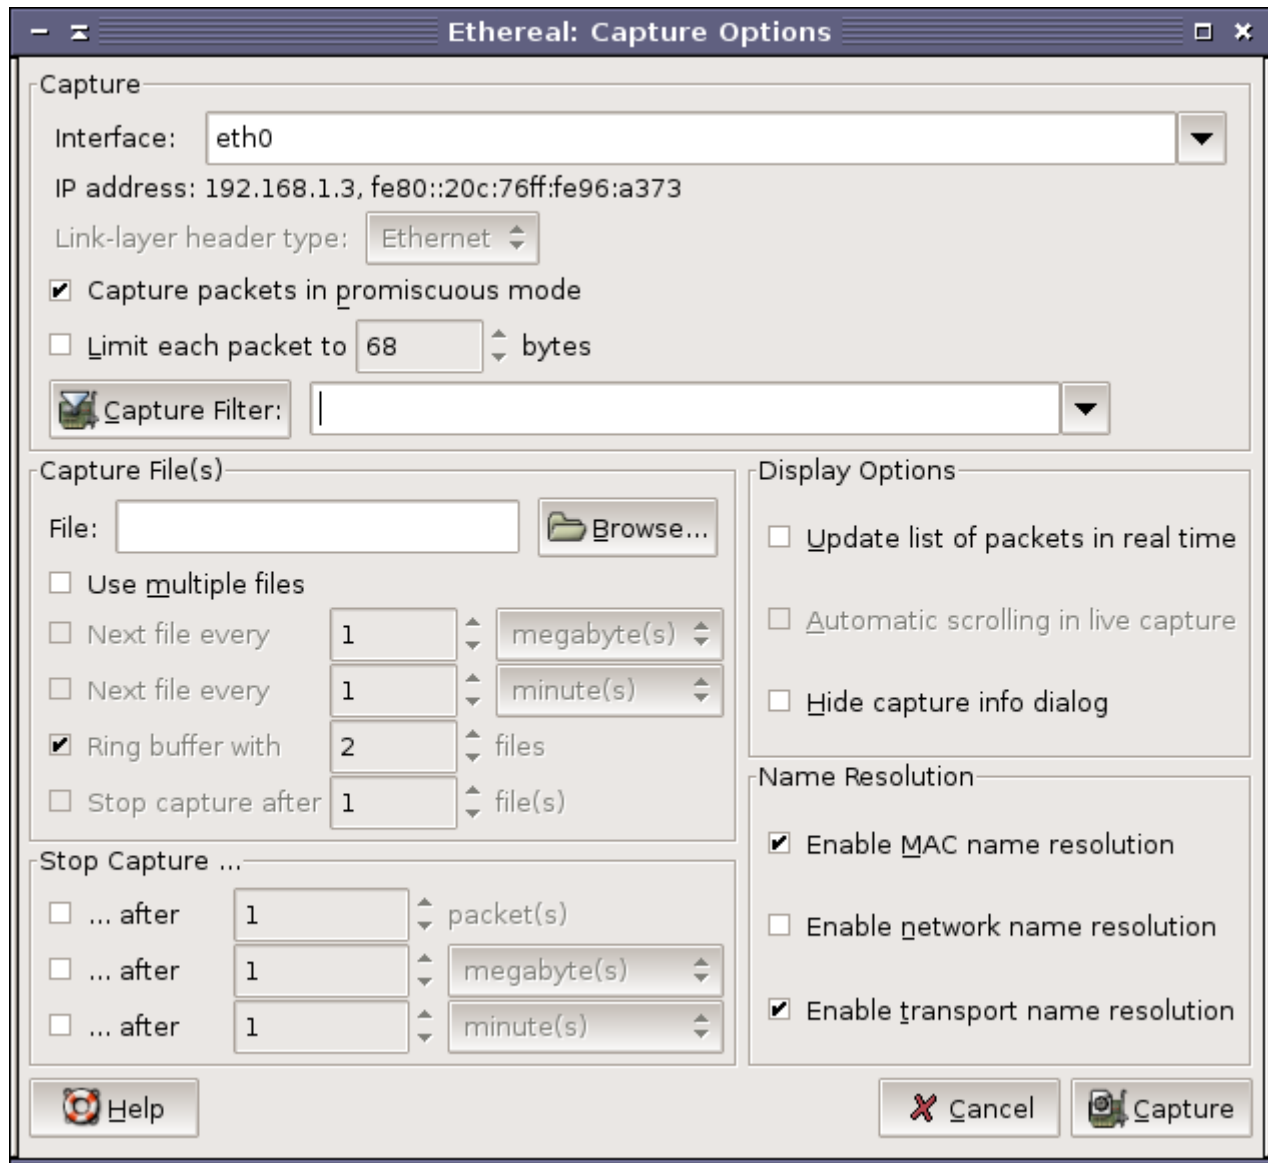 Ethereal: Capture Options
Capture
Interface: eth0
IP address: 192.168.1.3, fe80::20c:76ff:fe96:a373
Link-layer header type: Ethernet
Capture packets in promiscuous mode
Limit each packet to 68 bytes
Capture Filter:
Capture File(s)
File: Browse...
Use multiple files
Next file every 1 megabyte(s)
Next file every 1 minute(s)
Ring buffer with 2 files
Stop capture after 1 file(s)
Stop Capture ...
... after 1 packet(s)
... after 1 megabyte(s)
... after 1 minute(s)
Display Options
Update list of packets in real time
Automatic scrolling in live capture
Hide capture info dialog
Name Resolution
Enable MAC name resolution
Enable network name resolution
Enable transport name resolution
Help Cancel Capture